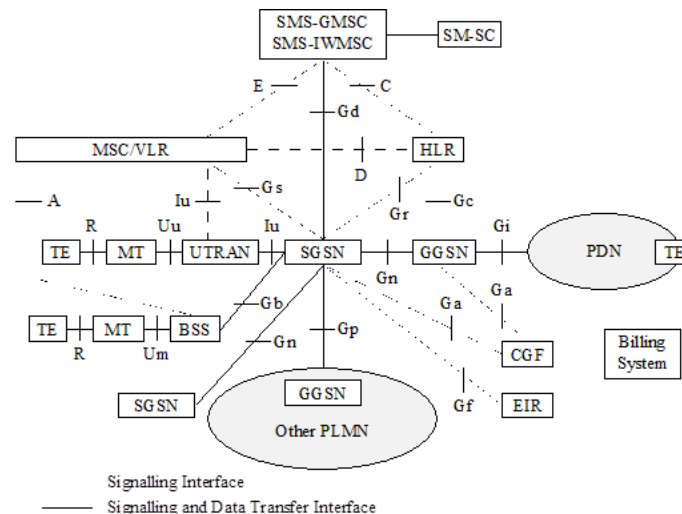 SMS-GMSC
SMS-IWMSC
SM-SC
E
C
Gd
MSC/VLR
HLR
D
A
Iu
Gs
Gr
Gc
R
Uu
Iu
Gi
TE
MT
UTRAN
SGSN
GGSN
PDN
TE
Gn
Ga
Gb
Ga
TE
MT
BSS
R
Um
Gn
Gp
CGF
Billing
System
SGSN
GGSN
Gf
EIR
Other PLMN
Signalling Interface
Signalling and Data Transfer Interface